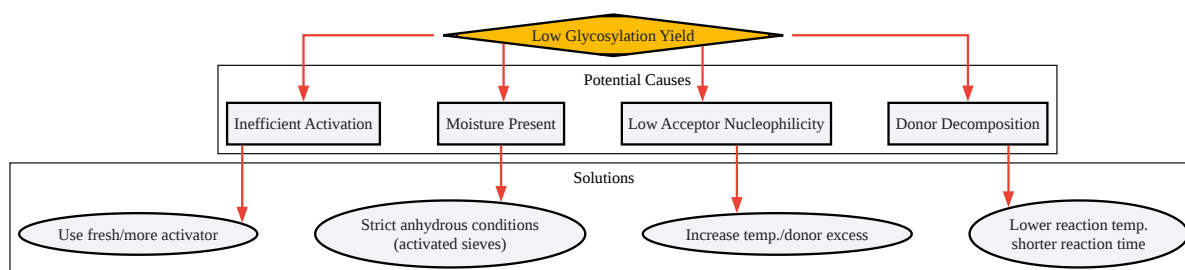 Low Glycosylation Yield
Potential Causes
Inefficient Activation
Moisture Present
Low Acceptor Nucleophilicity
Donor Decomposition
Solutions
Use fresh/more activator
Strict anhydrous conditions
(activated sieves)
Increase temp./donor excess
Lower reaction temp.
shorter reaction time